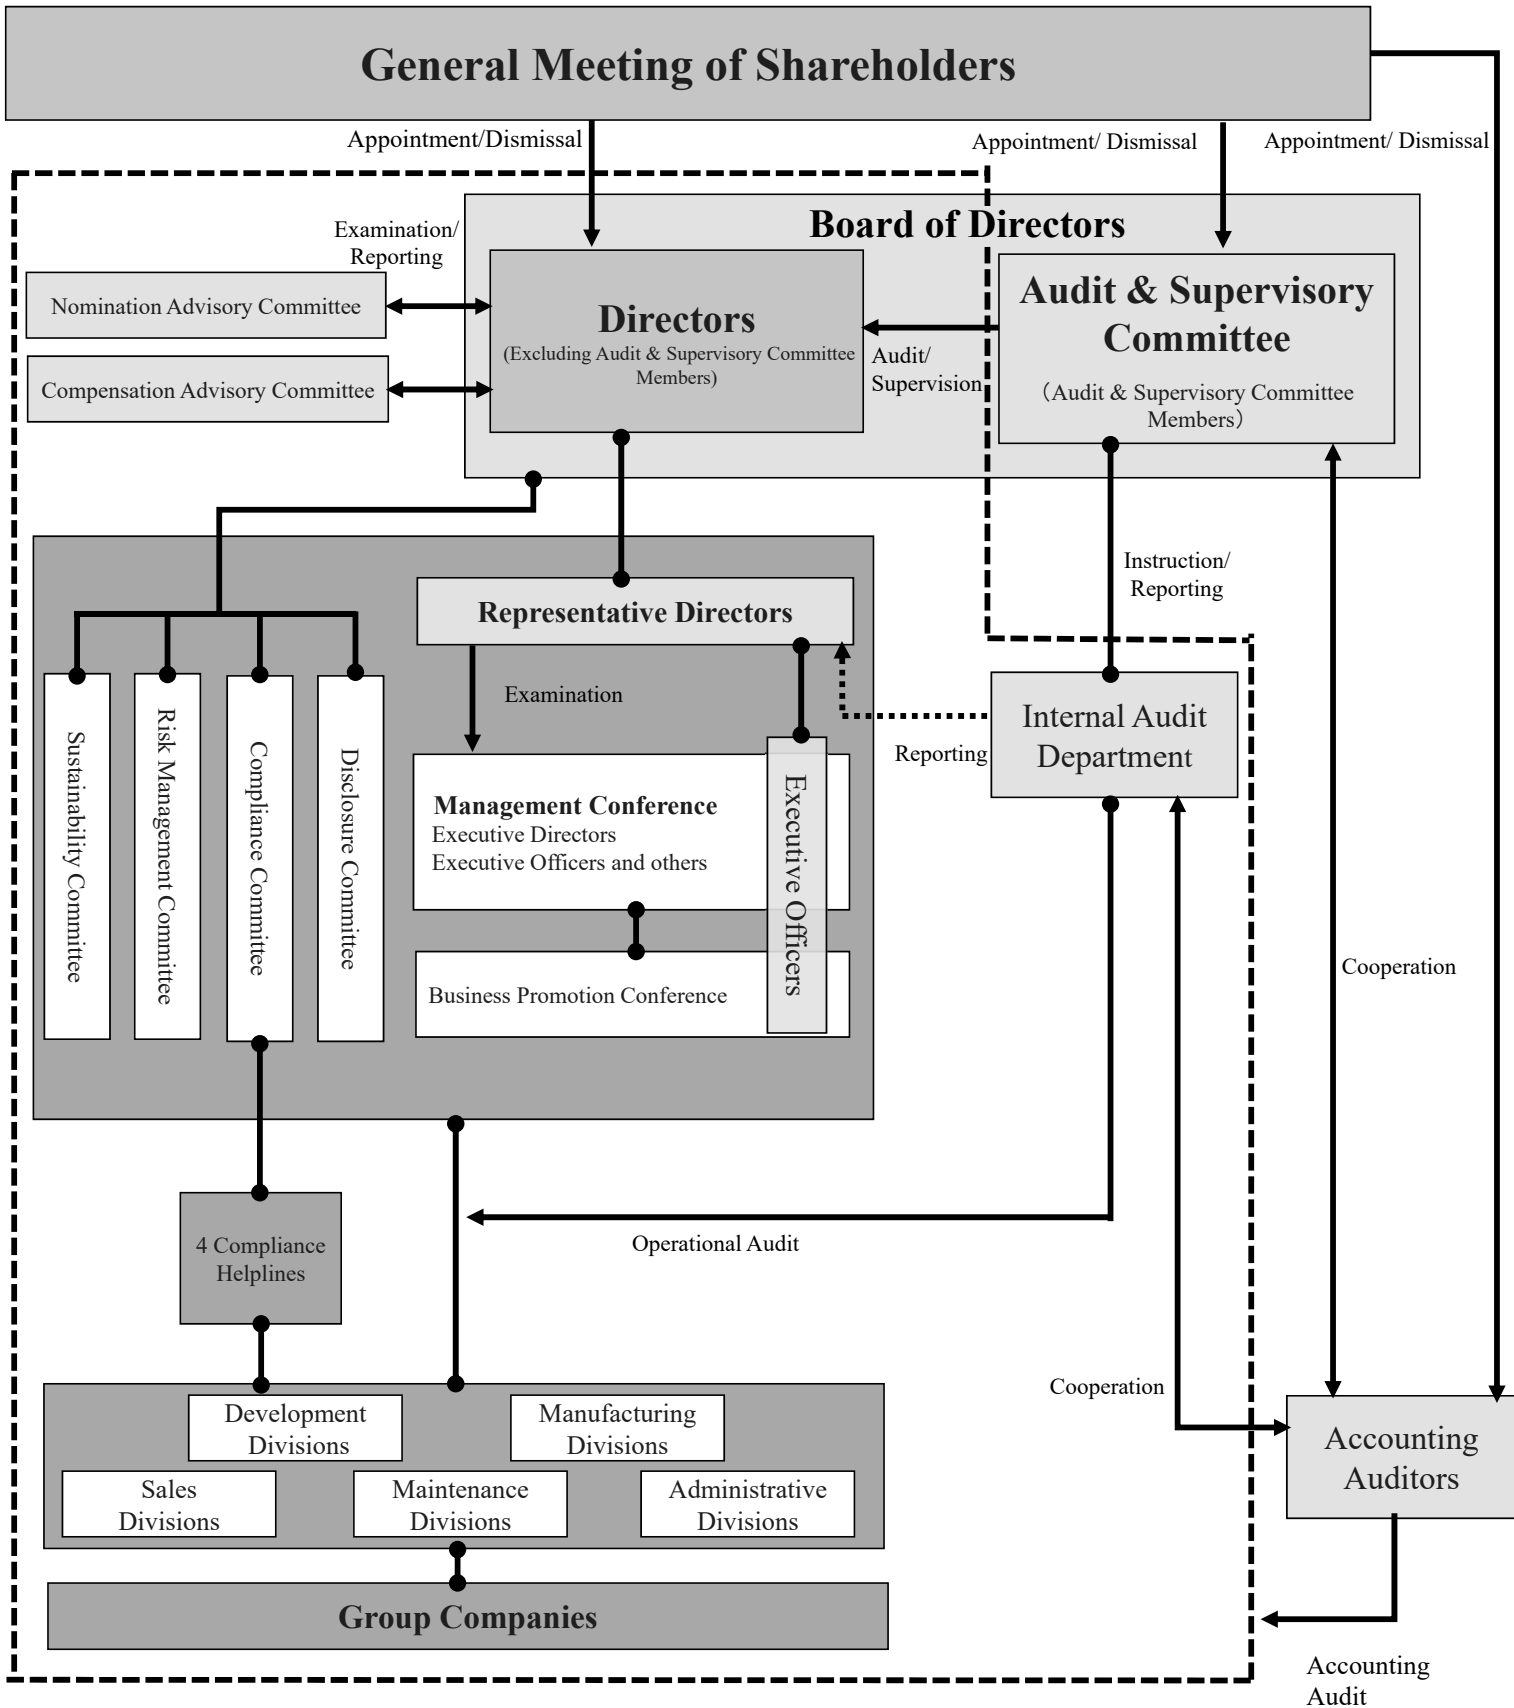 General Meeting of Shareholders
Appointment/Dismissal
Appointment/ Dismissal
Appointment/ Dismissal
Board of Directors
Examination/
Reporting
Nomination Advisory Committee
Compensation Advisory Committee
Directors
(Excluding Audit & Supervisory Committee
Members)
Audit/
Supervision
Audit & Supervisory
Committee
（Audit & Supervisory Committee
Members）
Instruction/
Reporting
Representative Directors
Examination
Reporting
Internal Audit
Department
Sustainability Committee
Risk Management Committee
Compliance Committee
Disclosure Committee
Management Conference
Executive Directors
Executive Officers and others
Executive Officers
Business Promotion Conference
Cooperation
4 Compliance
Helplines
Operational Audit
Cooperation
Development
Divisions
Manufacturing
Divisions
Sales
Divisions
Maintenance
Divisions
Administrative
Divisions
Accounting
Auditors
Group Companies
Accounting
Audit